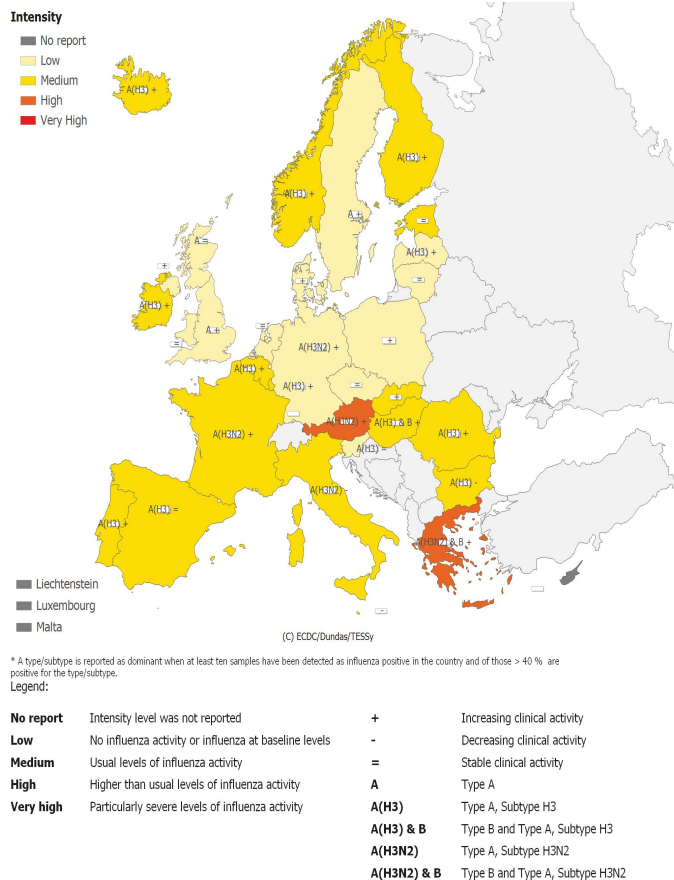 Intensity
No report
Low
Medium
High
Very High
A(H3) +
A(H3) +
A(H3) +
A +
=
A =
A(H3) +
+
+
=
A(H3) +
A +
=
=
A(H3N2) +
+
A(H3) +
A(H3) +
=
+
A(H3N2) +
A(H3) & B +
A(H3N2) +
A(H3) +
A(H3) =
A(H3) -
A(H3N2) -
A(H3) =
A(H3) +
A(H3N2) & B +
Liechtenstein
Luxembourg
Malta
(C) ECDC/Dundas/TESSy
* A type/subtype is reported as dominant when at least ten samples have been detected as influenza positive in the country and of those > 40 % are
positive for the type/subtype.
Legend:
No report Intensity level was not reported + Increasing clinical activity
Low No influenza activity or influenza at baseline levels - Decreasing clinical activity
Medium Usual levels of influenza activity = Stable clinical activity
High Higher than usual levels of influenza activity A Type A
Very high Particularly severe levels of influenza activity A(H3) Type A, Subtype H3
A(H3) & B Type B and Type A, Subtype H3
A(H3N2) Type A, Subtype H3N2
A(H3N2) & B Type B and Type A, Subtype H3N2